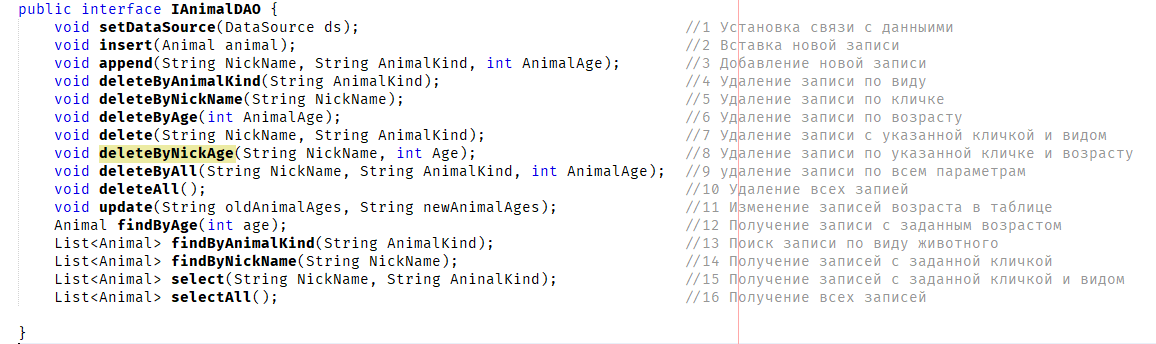 public interface IAnimalDAO {
void setDataSource(DataSource ds); //1 Установка связи с данныими
void insert(Animal animal); //2 Вставка новой записи
void append(String NickName, String AnimalKind, int AnimalAge); //3 Добавление новой записи
void deleteByAnimalKind(String AnimalKind); //4 Удаление записи по виду
void deleteByNickName(String NickName); //5 Удаление записи по кличке
void deleteByAge(int AnimalAge); //6 Удаление записи по возрасту
void delete(String NickName, String AnimalKind); //7 Удаление записи с указанной кличкой и видом
void deleteByNickAge(String NickName, int Age); //8 Удаление записи по указанной кличке и возрасту
void deleteByAll(String NickName, String AnimalKind, int AnimalAge); //9 удаление записи по всем параметрам
void deleteAll(); //10 Удаление всех запией
void update(String oldAnimalAges, String newAnimalAges); //11 Изменение записей возраста в таблице
Animal findByAge(int age); //12 Получение записи с заданным возрастом
List<Animal> findByAnimalKind(String AnimalKind); //13 Поиск записи по виду животного
List<Animal> findByNickName(String NickName); //14 Получение записей с заданной кличкой
List<Animal> select(String NickName, String AninalKind); //15 Получение записей с заданной кличкой и видом
List<Animal> selectAll(); //16 Получение всех записей
}